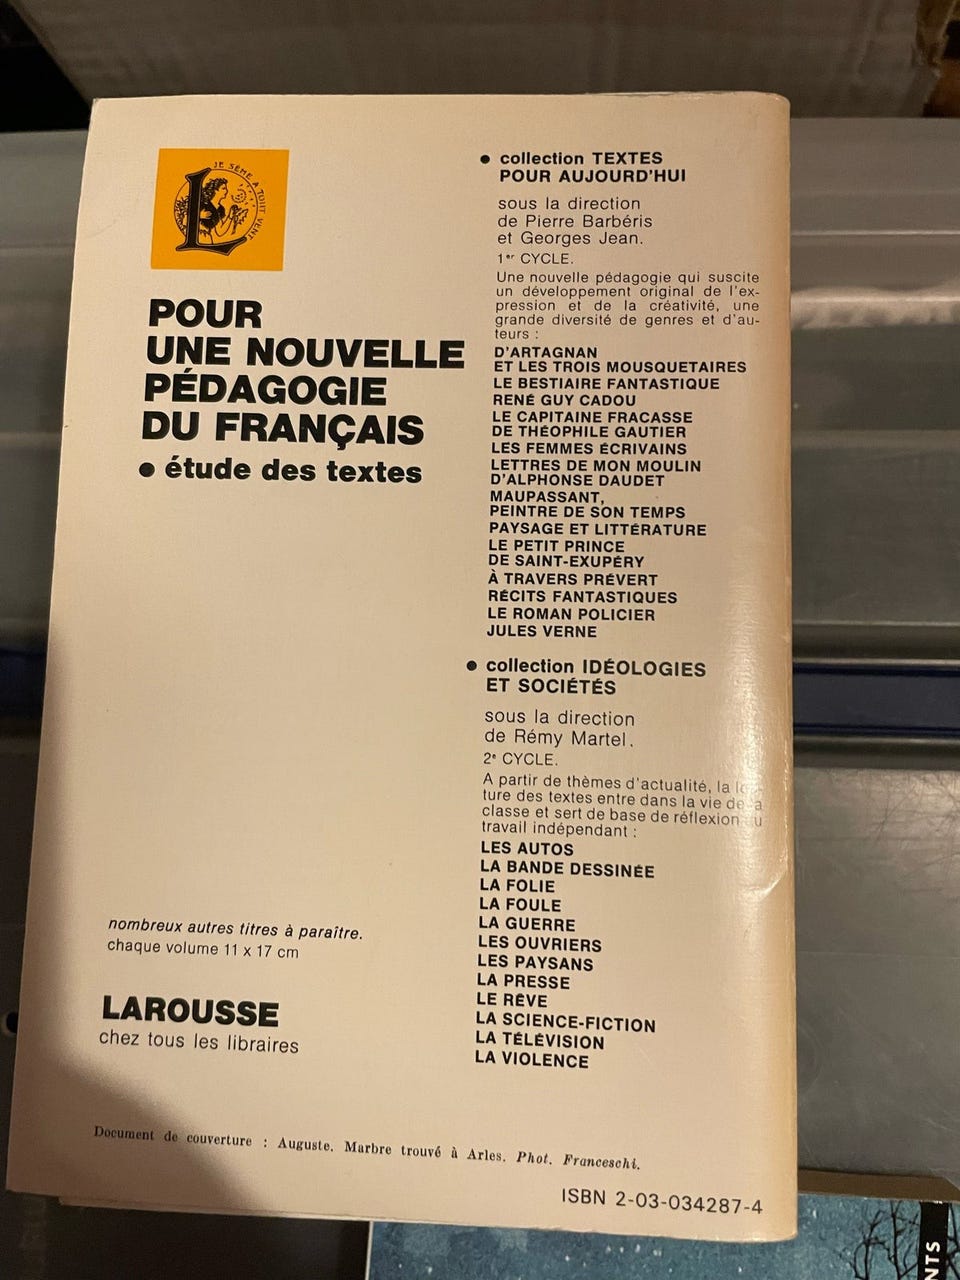 JE SÈME A TOUT VENT
POUR
UNE NOUVELLE
PÉDAGOGIE
DU FRANÇAIS
• étude des textes
nombreux autres titres à paraître.
chaque volume 11 x 17 cm
LAROUSSE
chez tous les libraires
• collection TEXTES
POUR AUJOURD'HUI
sous la direction
de Pierre Barbéris
et Georges Jean.
1er CYCLE.
Une nouvelle pédagogie qui suscite
un développement original de l'ex-
pression et de la créativité, une
grande diversité de genres et d'au-
teurs :
D'ARTAGNAN
ET LES TROIS MOUSQUETAIRES
LE BESTIAIRE FANTASTIQUE
RENÉ GUY CADOU
LE CAPITAINE FRACASSE
DE THÉOPHILE GAUTIER
LES FEMMES ÉCRIVAINS
LETTRES DE MON MOULIN
D'ALPHONSE DAUDET
MAUPASSANT,
PEINTRE DE SON TEMPS
PAYSAGE ET LITTÉRATURE
LE PETIT PRINCE
DE SAINT-EXUPÉRY
À TRAVERS PRÉVERT
RÉCITS FANTASTIQUES
LE ROMAN POLICIER
JULES VERNE
• collection IDÉOLOGIES
ET SOCIÉTÉS
sous la direction
de Rémy Martel.
2e CYCLE.
A partir de thèmes d'actualité, la lec-
ture des textes entre dans la vie de la
classe et sert de base de réflexion au
travail indépendant :
LES AUTOS
LA BANDE DESSINÉE
LA FOLIE
LA FOULE
LA GUERRE
LES OUVRIERS
LES PAYSANS
LA PRESSE
LE RÊVE
LA SCIENCE-FICTION
LA TÉLÉVISION
LA VIOLENCE
Document de couverture : Auguste. Marbre trouvé à Arles. Phot. Franceschi.
ISBN 2-03-034287-4
NTS